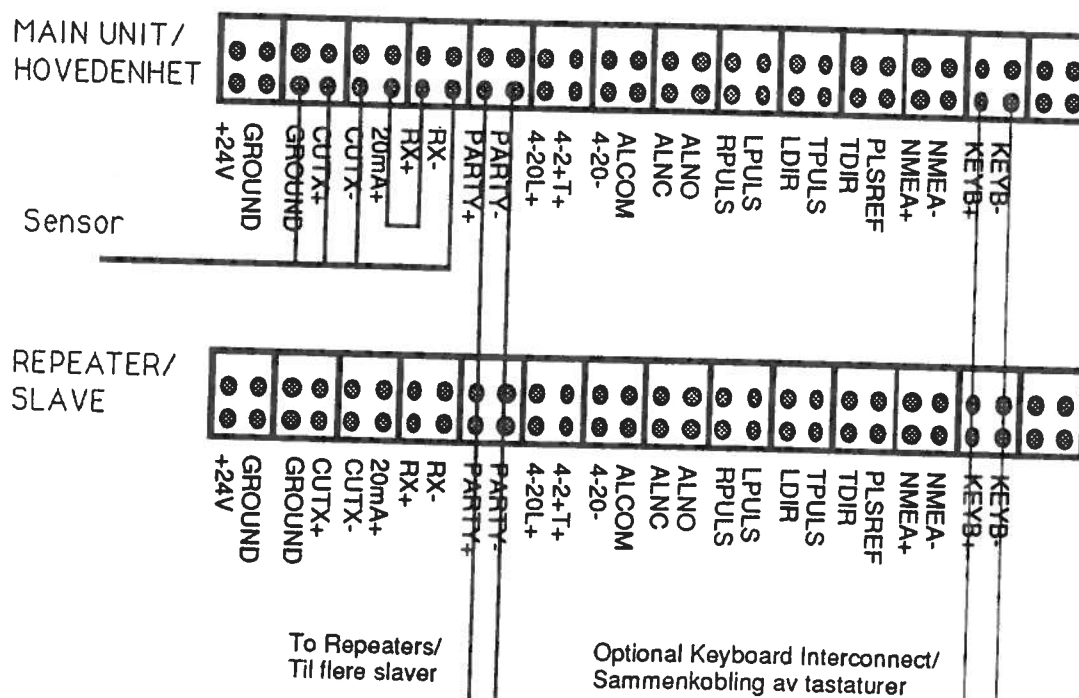 MAIN UNIT/
HOVEDENHET
+24V
GROUND
GROUND
CUTX+
CUTX-
20mA+
RX+
RX-
PARTY+
PARTY-
4-20L+
4-2+T+
4-20-
ALCOM
ALNC
ALNO
RPULS
LPULS
LDIR
TPULS
TDIR
PLSREF
NMEA+
NMEA-
KEYB+
KEYB-
Sensor
REPEATER/
SLAVE
+24V
GROUND
GROUND
CUTX+
CUTX-
20mA+
RX+
RX-
PARTY+
PARTY-
4-20L+
4-2+T+
4-20-
ALCOM
ALNC
ALNO
RPULS
LPULS
LDIR
TPULS
TDIR
PLSREF
NMEA+
NMEA-
KEYB+
KEYB-
To Repeaters/
Til flere slaver
Optional Keyboard Interconnect/
Sammenkobling av tastaturer